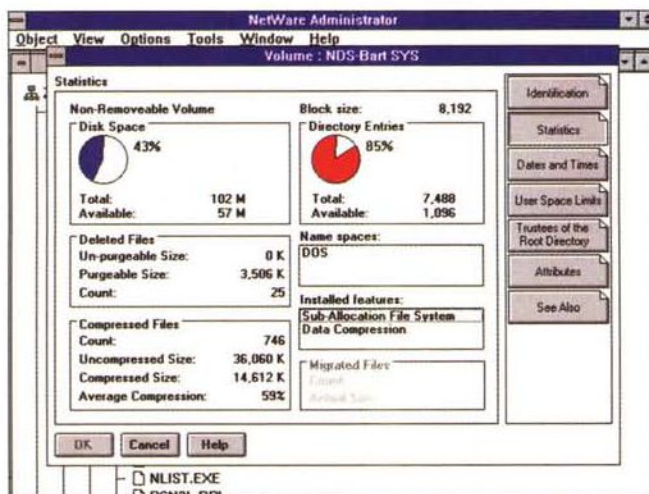 NetWare Administrator
Object View Options Tools Window Help
Volume : NDS-Bart SYS
Statistics
Non-Removeable Volume
Block size: 8,192
Disk Space
43%
Total: 102 M
Available: 57 M
Directory Entries
85%
Total: 7,488
Available: 1,096
Deleted Files
Un-purgeable Size: 0 K
Purgeable Size: 3,506 K
Count: 25
Name spaces:
DOS
Installed features:
Sub-Allocation File System
Data Compression
Compressed Files
Count: 746
Uncompressed Size: 36,060 K
Compressed Size: 14,612 K
Average Compression: 59%
Migrated Files
Count:
Actual Size:
Identification
Statistics
Dates and Times
User Space Limits
Trustees of the
Root Directory
Attributes
See Also
OK Cancel Help
NLIST.EXE